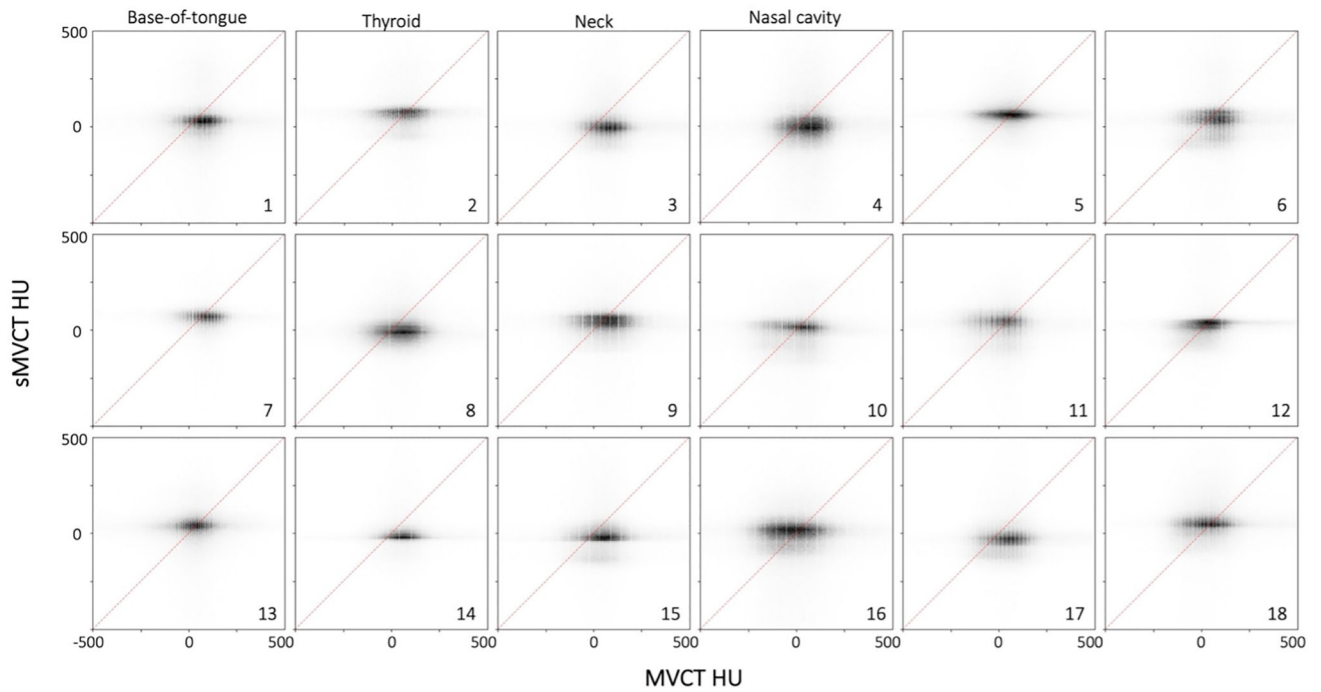 Base-of-tongue Thyroid Neck Nasal cavity
500
0
1 2 3 4 5 6
500
sMVCT HU
0
7 8 9 10 11 12
500
0
13 14 15 16 17 18
-500 0 500 0 500 0 500 0 500 0 500 0 500
MVCT HU